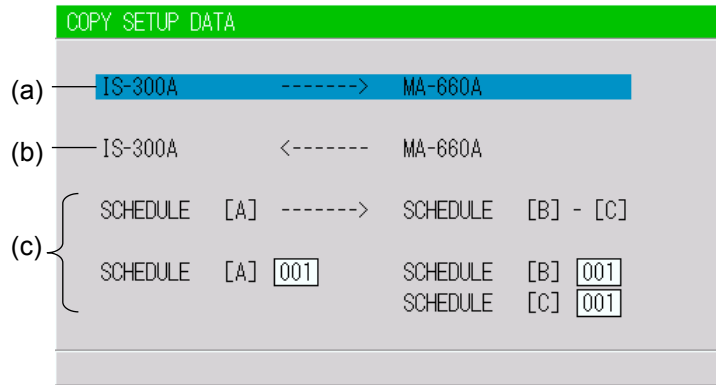 COPY SETUP DATA
(a) IS-300A -------> MA-660A
(b) IS-300A <------- MA-660A
(c) SCHEDULE [A] -------> SCHEDULE [B] - [C]
SCHEDULE [A] 001 SCHEDULE [B] 001
SCHEDULE [C] 001